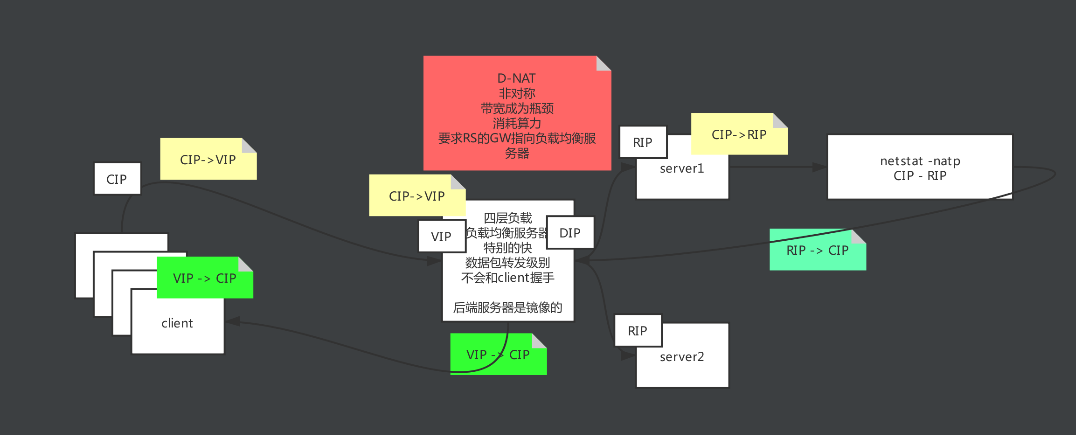 D-NAT
非对称
带宽成为瓶颈
消耗算力
要求RS的GW指向负载均衡服
务器
CIP->VIP
CIP
CIP->VIP
VIP
四层负载
负载均衡服务器
特别的快
数据包转发级别
不会和client握手
后端服务器是镜像的
DIP
RIP
CIP->RIP
server1
netstat -natp
CIP - RIP
RIP -> CIP
VIP -> CIP
client
VIP -> CIP
RIP
server2